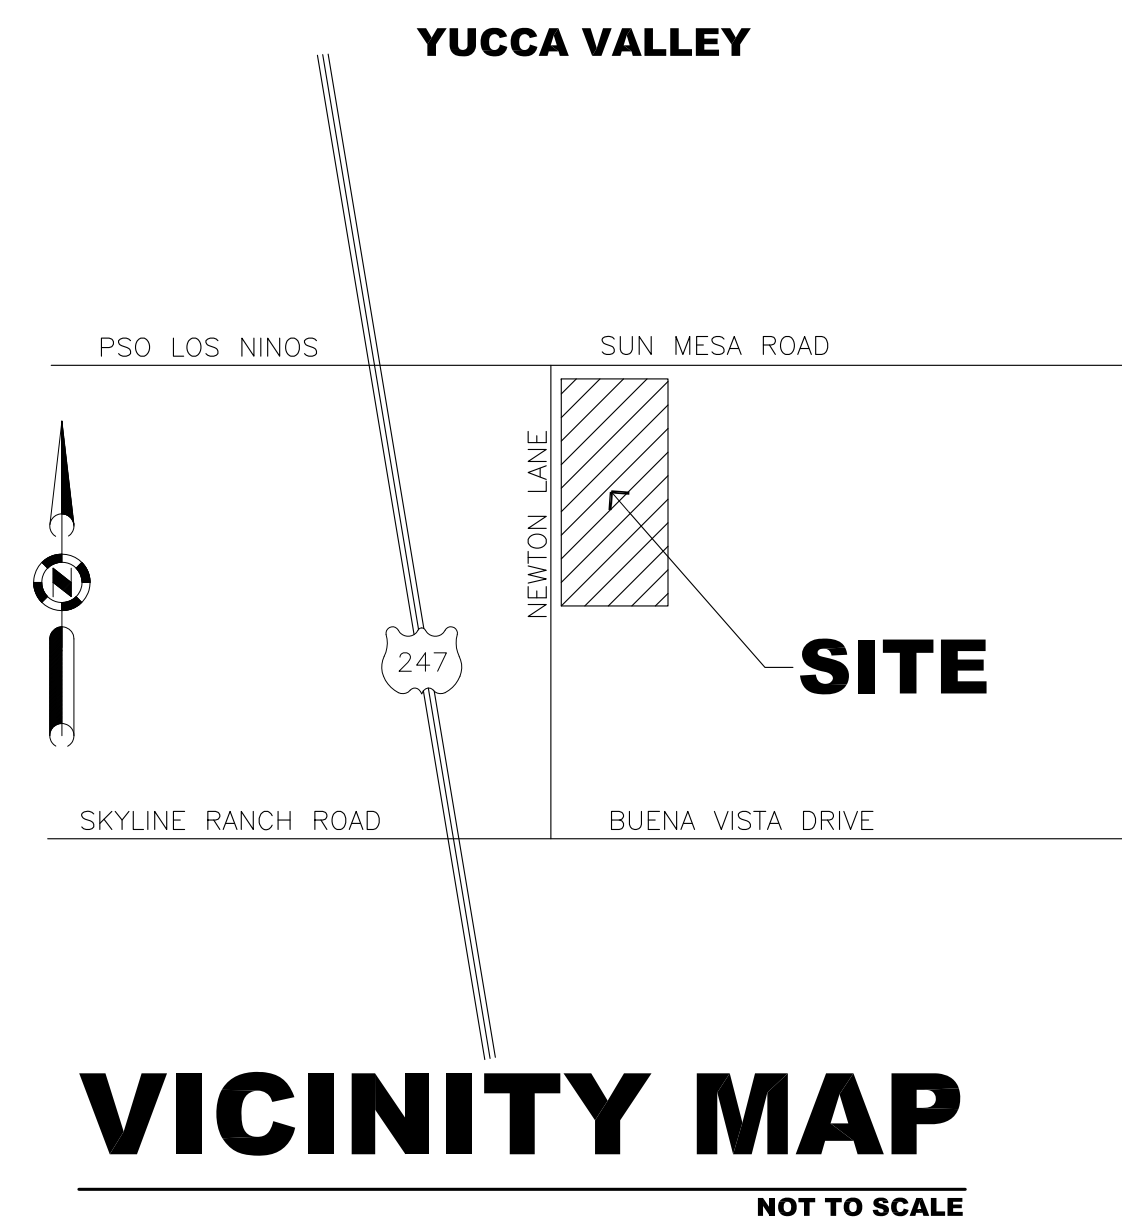 YUCCA VALLEY
PSO LOS NINOS
SUN MESA ROAD
NEWTON LANE
N
247
SITE
SKYLINE RANCH ROAD
BUENA VISTA DRIVE
VICINITY MAP
NOT TO SCALE